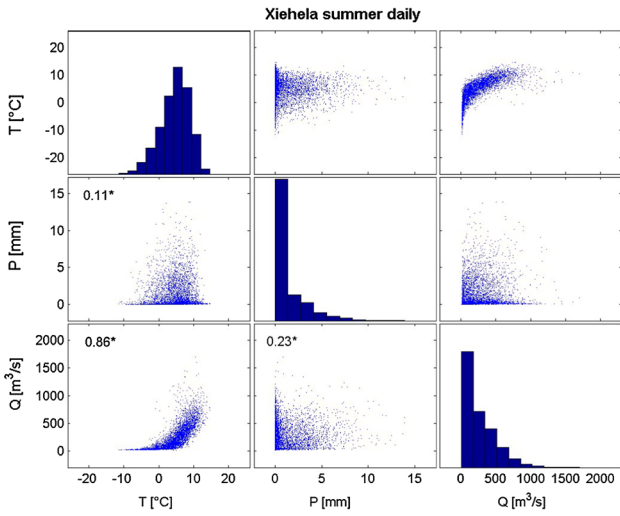 Xiehela summer daily
T [°C]
20
10
0
-10
-20
P [mm]
15
10
5
0
0.11*
Q [m³/s]
2000
1500
1000
500
0
0.86*
0.23*
-20 -10 0 10 20
0 5 10 15
0 500 1000 1500 2000
T [°C]
P [mm]
Q [m³/s]